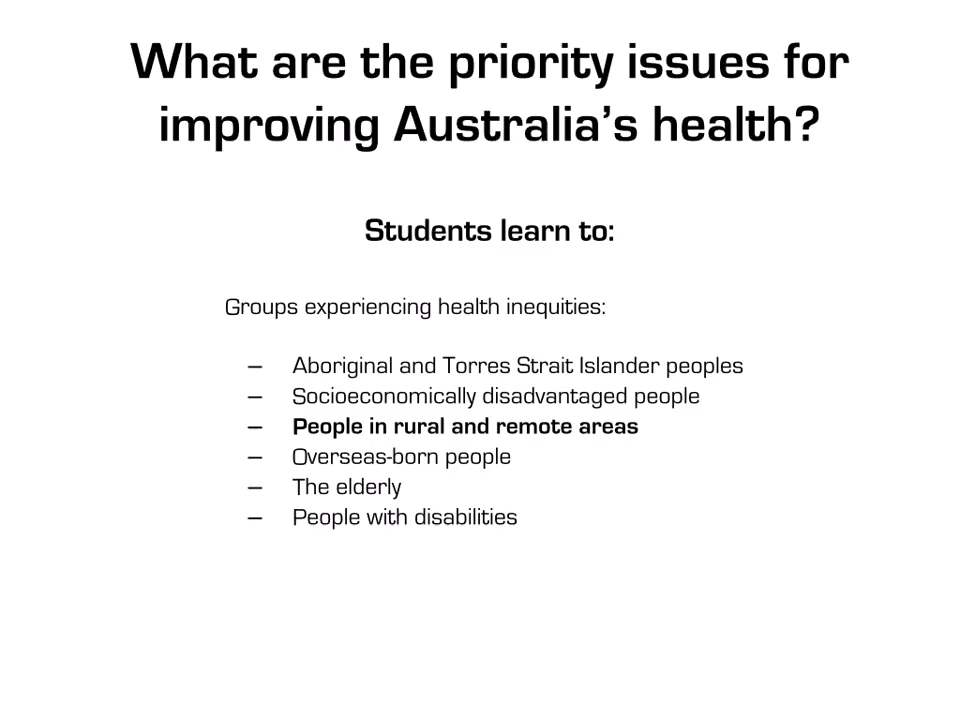 What are the priority issues for
improving Australia’s health?
Students learn to:
Groups experiencing health inequities:
– Aboriginal and Torres Strait Islander peoples
– Socioeconomically disadvantaged people
– People in rural and remote areas
– Overseas-born people
– The elderly
– People with disabilities